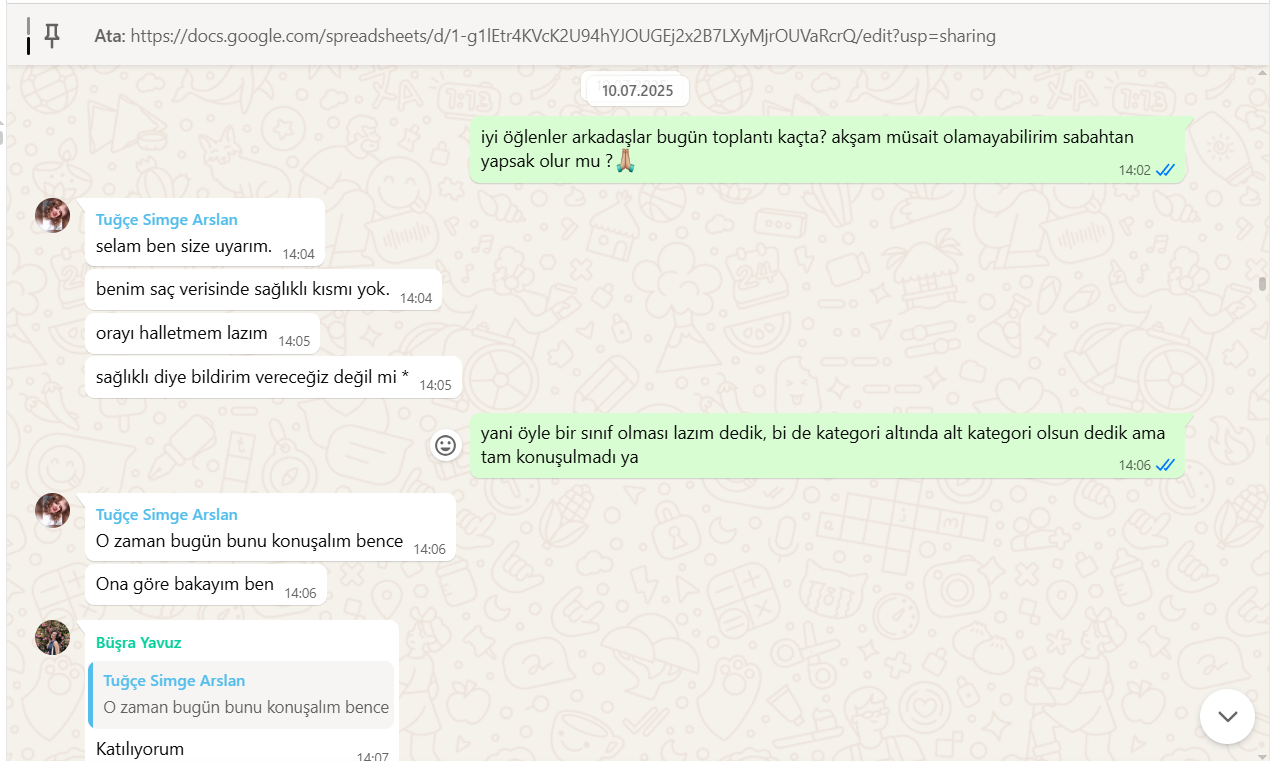 Ata: https://docs.google.com/spreadsheets/d/1-g1lEtr4KVcK2U94hYJOUGEj2x2B7LXyMjrOUVaRcrQ/edit?usp=sharing
10.07.2025
iyi öğlenler arkadaşlar bugün toplantı kaçta? akşam müsait olamayabilirim sabahtan
yapsak olur mu ?🙏🏼
14:02
Tuğçe Simge Arslan
selam ben size uyarım. 14:04
benim saç verisinde sağlıklı kısmı yok. 14:04
orayı halletmem lazım 14:05
sağlıklı diye bildirim vereceğiz değil mi * 14:05
yani öyle bir sınıf olması lazım dedik, bi de kategori altında alt kategori olsun dedik ama
tam konuşulmadı ya
14:06
Tuğçe Simge Arslan
O zaman bugün bunu konuşalım bence 14:06
Ona göre bakayım ben 14:06
Büşra Yavuz
Tuğçe Simge Arslan
O zaman bugün bunu konuşalım bence
Katılıyorum 14:07